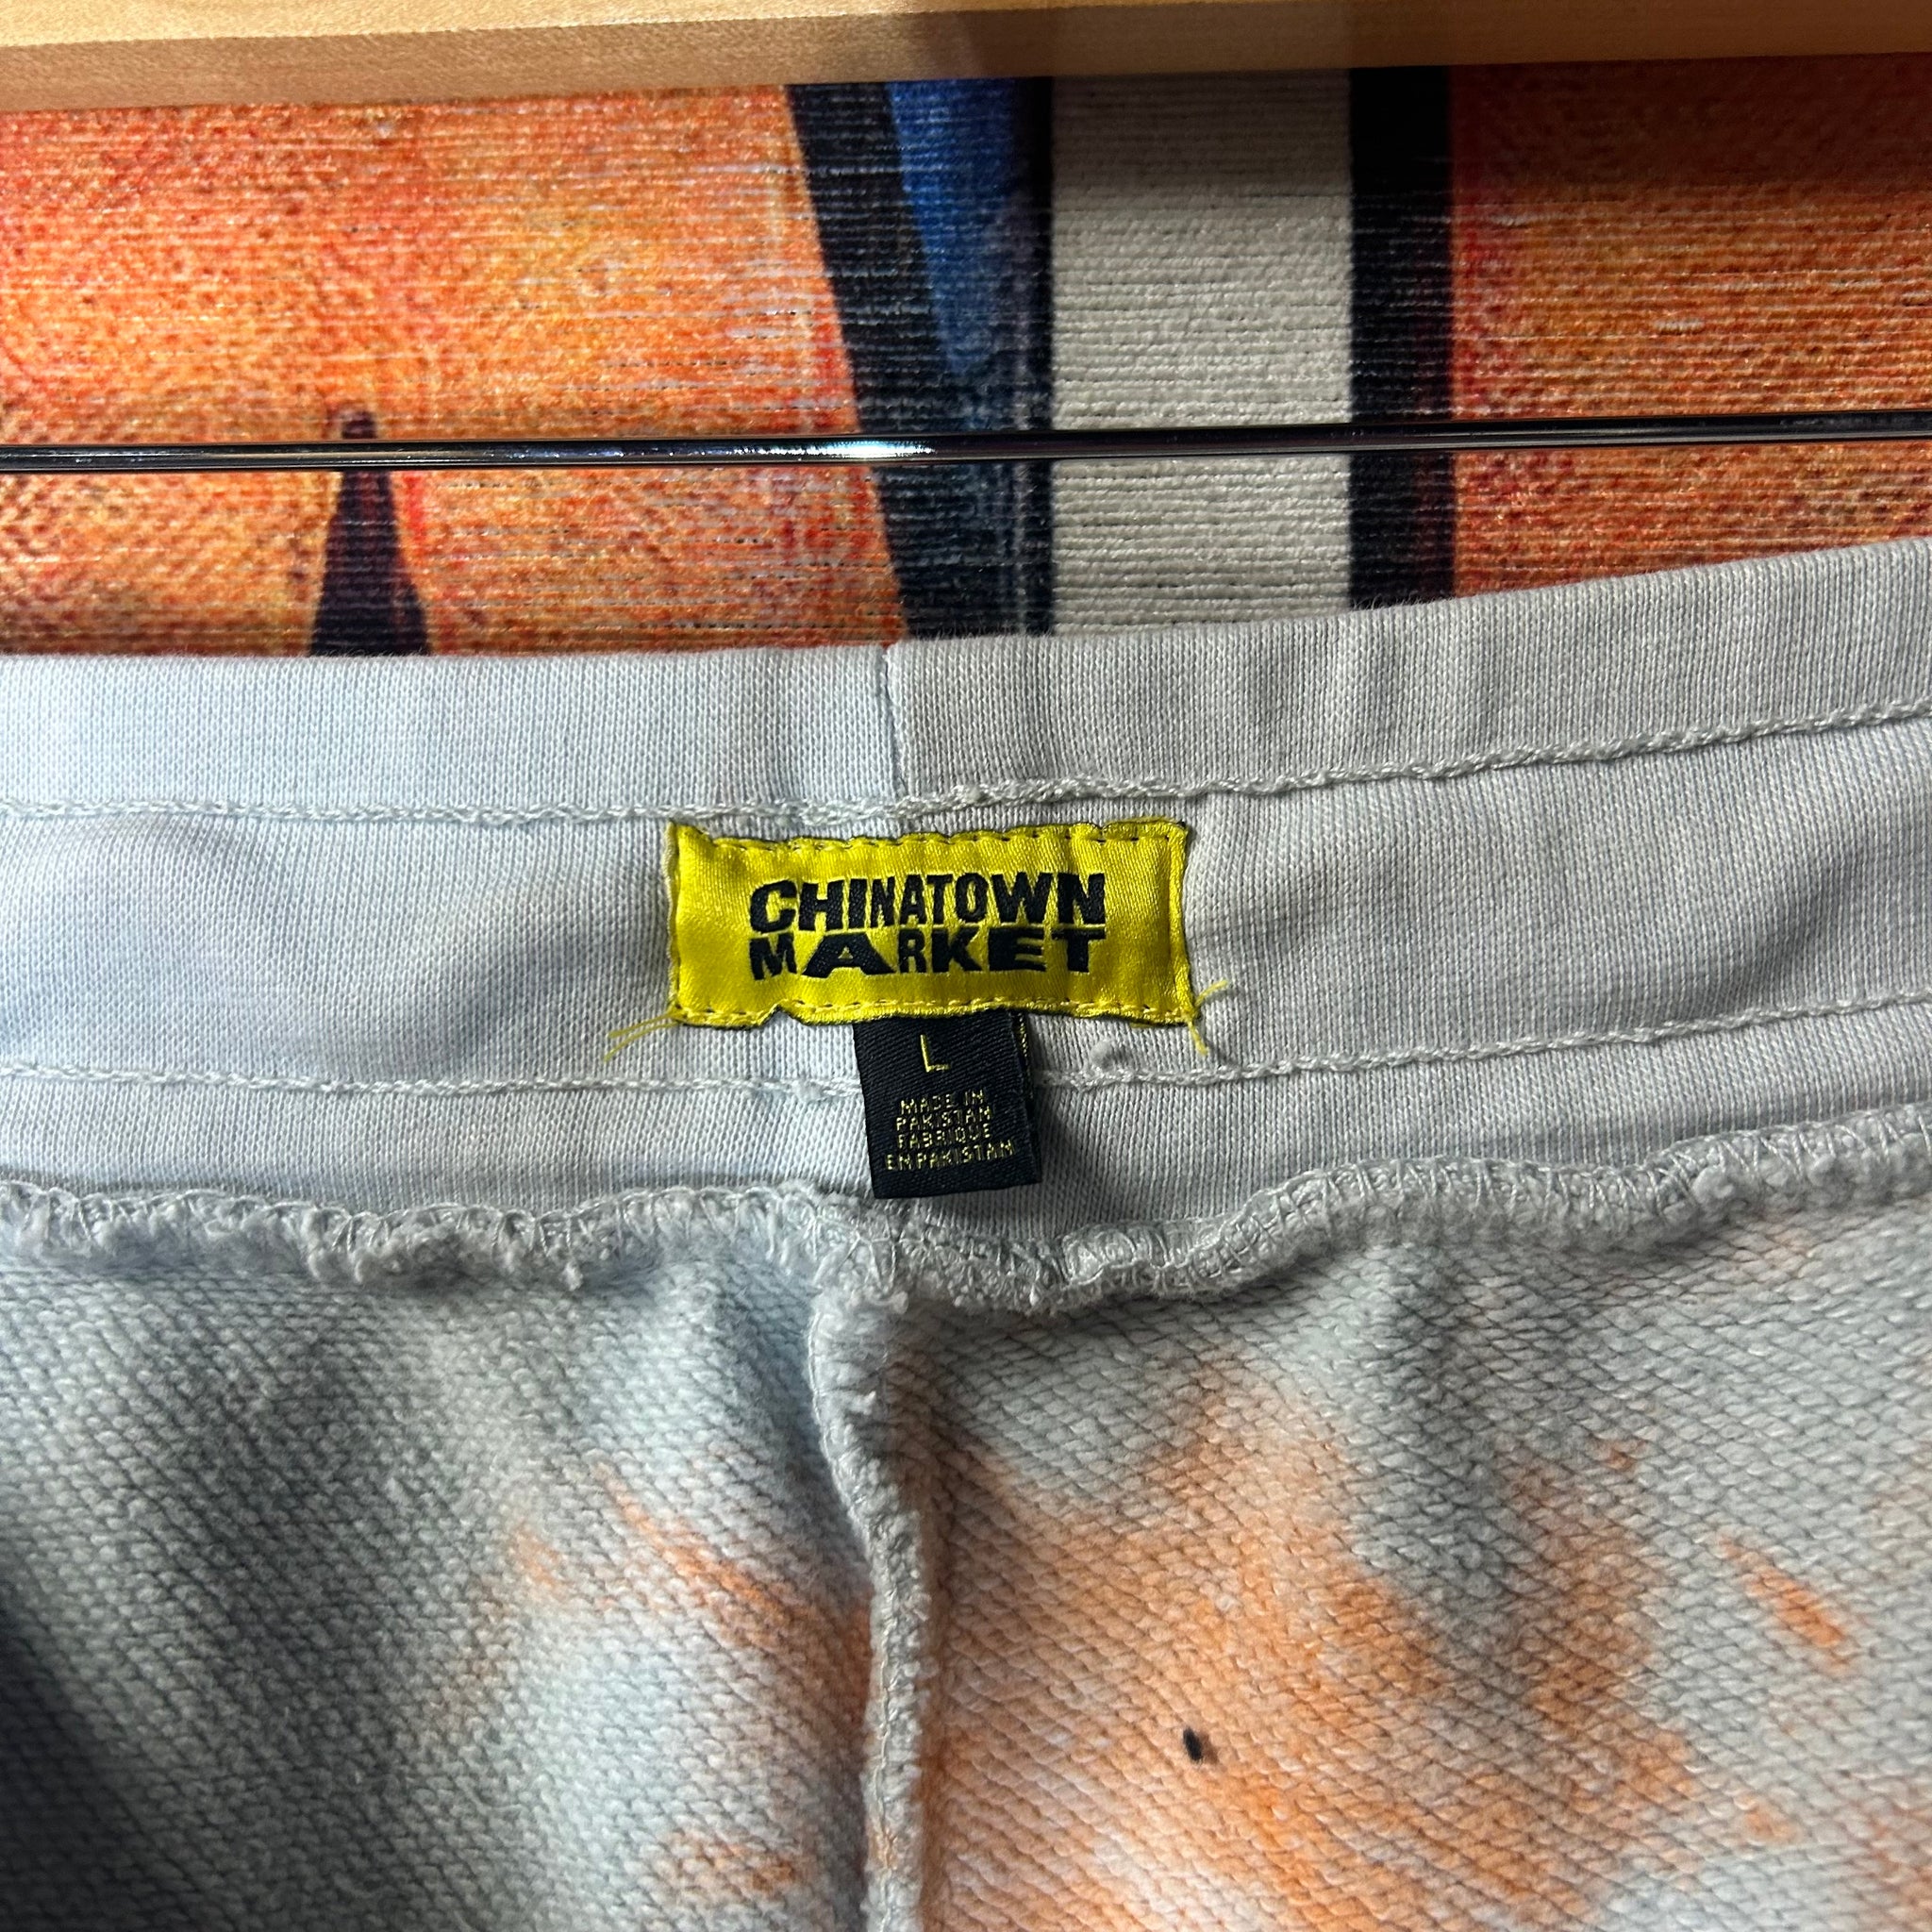 CHINATOWN
MARKET
L
MADE IN
PAKISTAN
FABRIQUE
EN PAKISTAN